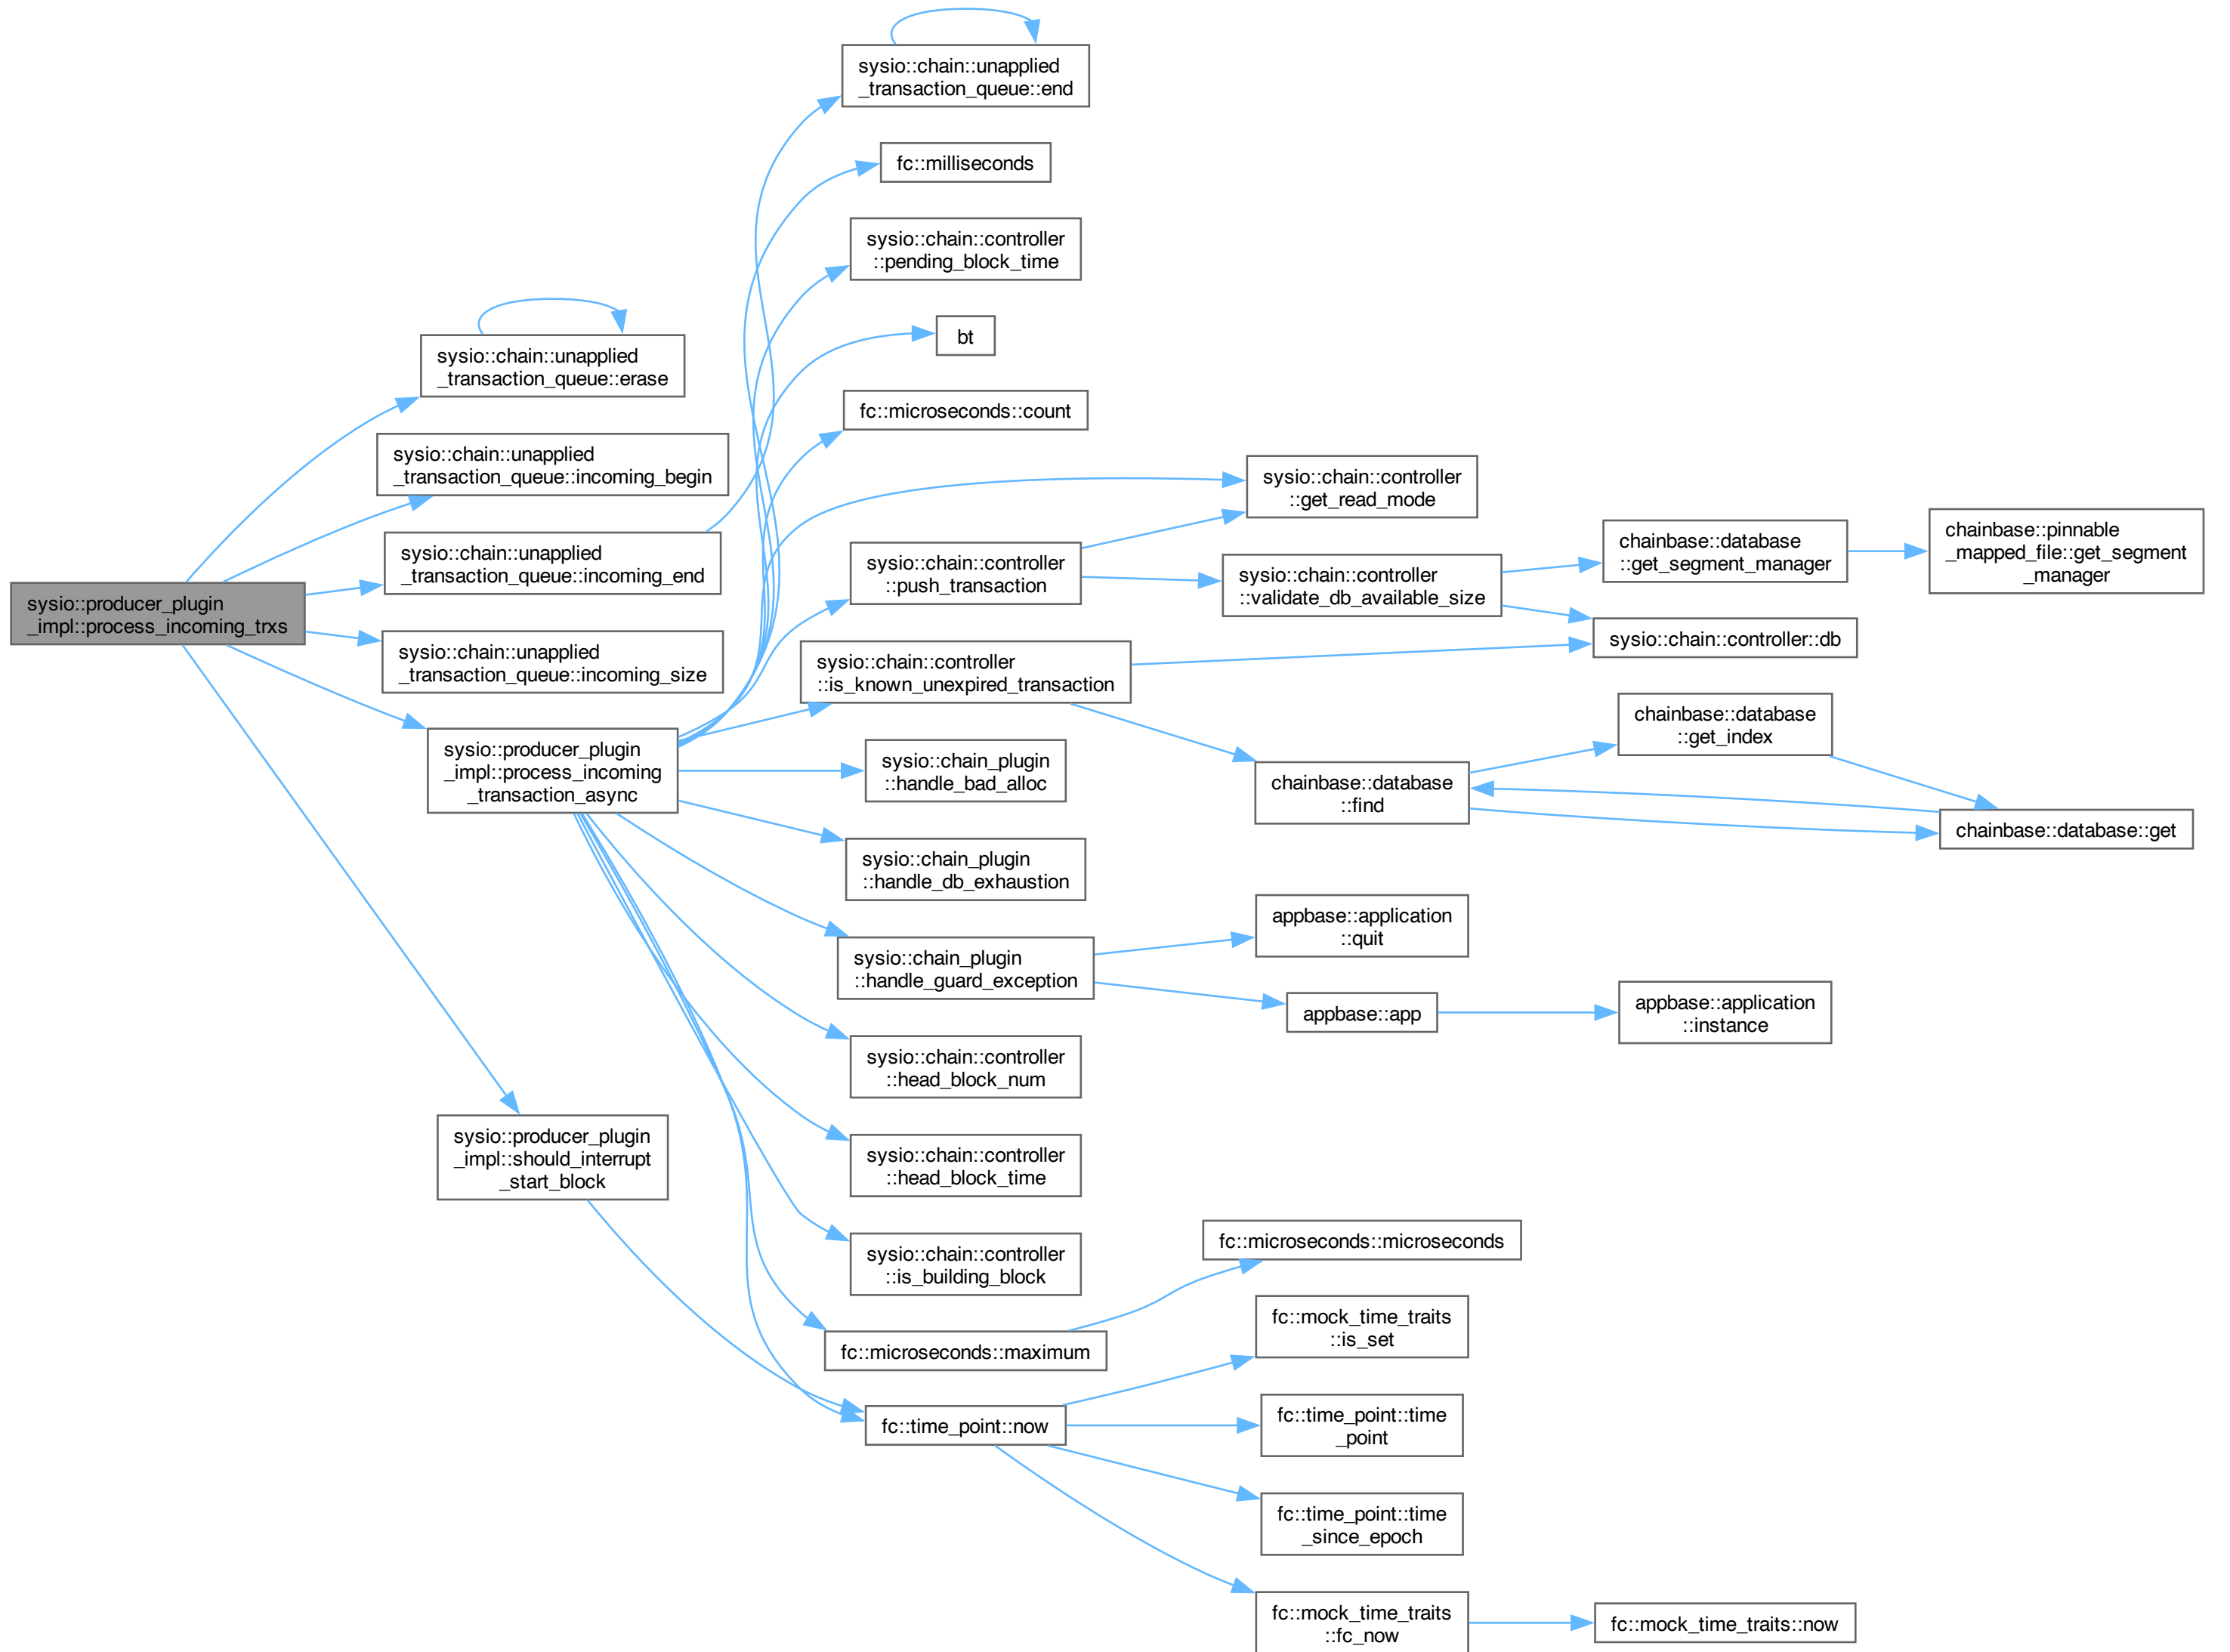 sysio::chain::unapplied
_transaction_queue::end
fc::milliseconds
sysio::chain::controller
::pending_block_time
bt
sysio::chain::unapplied
_transaction_queue::erase
fc::microseconds::count
sysio::chain::unapplied
_transaction_queue::incoming_begin
sysio::chain::controller
::get_read_mode
sysio::chain::unapplied
_transaction_queue::incoming_end
sysio::chain::controller
::push_transaction
sysio::chain::controller
::validate_db_available_size
chainbase::database
::get_segment_manager
chainbase::pinnable
_mapped_file::get_segment
_manager
sysio::producer_plugin
_impl::process_incoming_trxs
sysio::chain::unapplied
_transaction_queue::incoming_size
sysio::chain::controller
::is_known_unexpired_transaction
sysio::chain::controller::db
sysio::producer_plugin
_impl::process_incoming
_transaction_async
sysio::chain_plugin
::handle_bad_alloc
chainbase::database
::find
chainbase::database
::get_index
chainbase::database::get
sysio::chain_plugin
::handle_db_exhaustion
sysio::chain_plugin
::handle_guard_exception
appbase::application
::quit
appbase::app
appbase::application
::instance
sysio::chain::controller
::head_block_num
sysio::producer_plugin
_impl::should_interrupt
_start_block
sysio::chain::controller
::head_block_time
sysio::chain::controller
::is_building_block
fc::microseconds::microseconds
fc::microseconds::maximum
fc::mock_time_traits
::is_set
fc::time_point::now
fc::time_point::time
_point
fc::time_point::time
_since_epoch
fc::mock_time_traits
::fc_now
fc::mock_time_traits::now